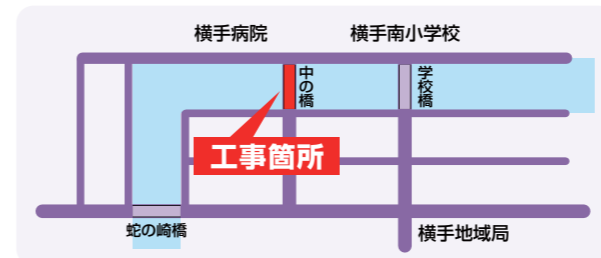 横手病院
横手南小学校
中の橋
学校橋
工事箇所
蛇の崎橋
横手地域局